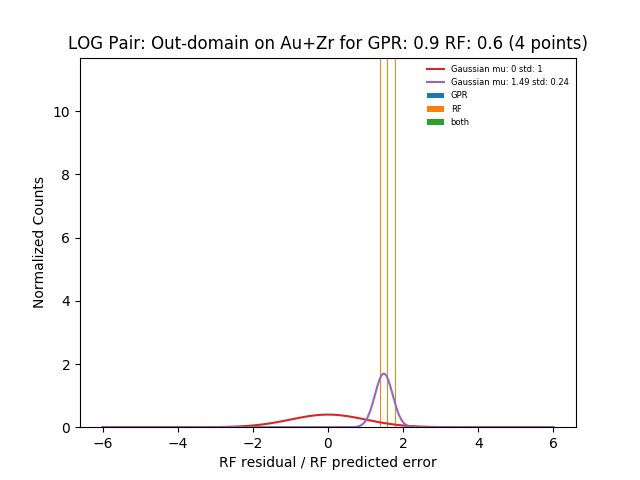 LOG Pair: Out-domain on Au+Zr for GPR: 0.9 RF: 0.6 (4 points)
Gaussian mu: 0 std: 1
Gaussian mu: 1.49 std: 0.24
GPR
RF
both
Normalized Counts
10
8
6
4
2
0
−6
−4
−2
0
2
4
6
RF residual / RF predicted error